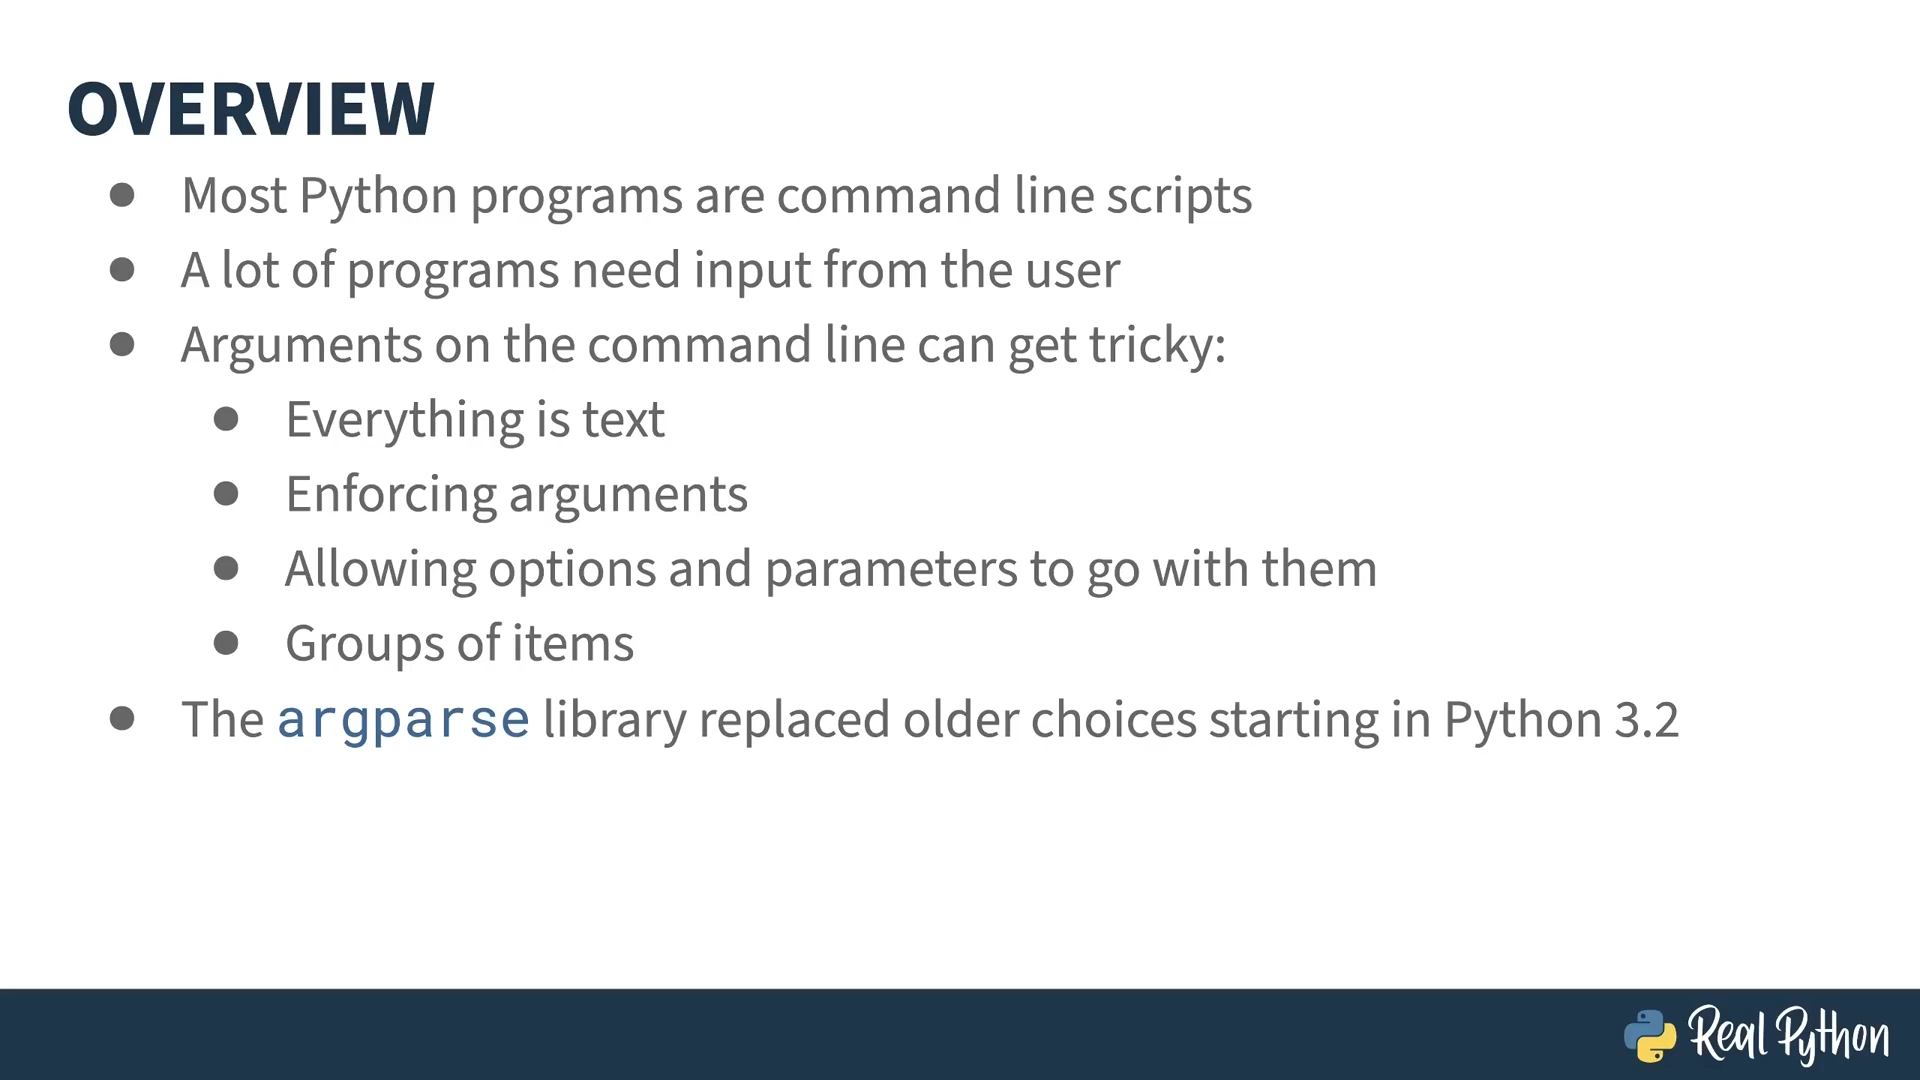 OVERVIEW
● Most Python programs are command line scripts
● A lot of programs need input from the user
● Arguments on the command line can get tricky:
● Everything is text
● Enforcing arguments
● Allowing options and parameters to go with them
● Groups of items
● The argparse library replaced older choices starting in Python 3.2
Real Python